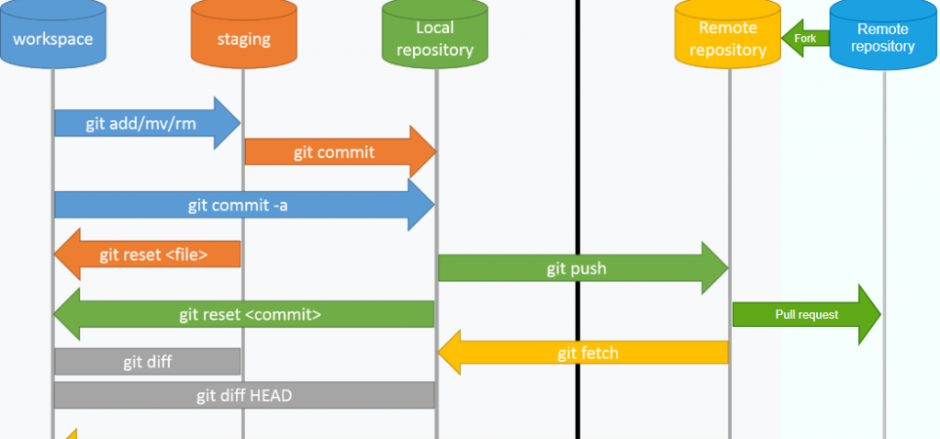 workspace
staging
Local
repository
Remote
repository
Fork
Remote
repository
git add/mv/rm
git commit
git commit -a
git reset <file>
git push
git reset <commit>
Pull request
git fetch
git diff
git diff HEAD